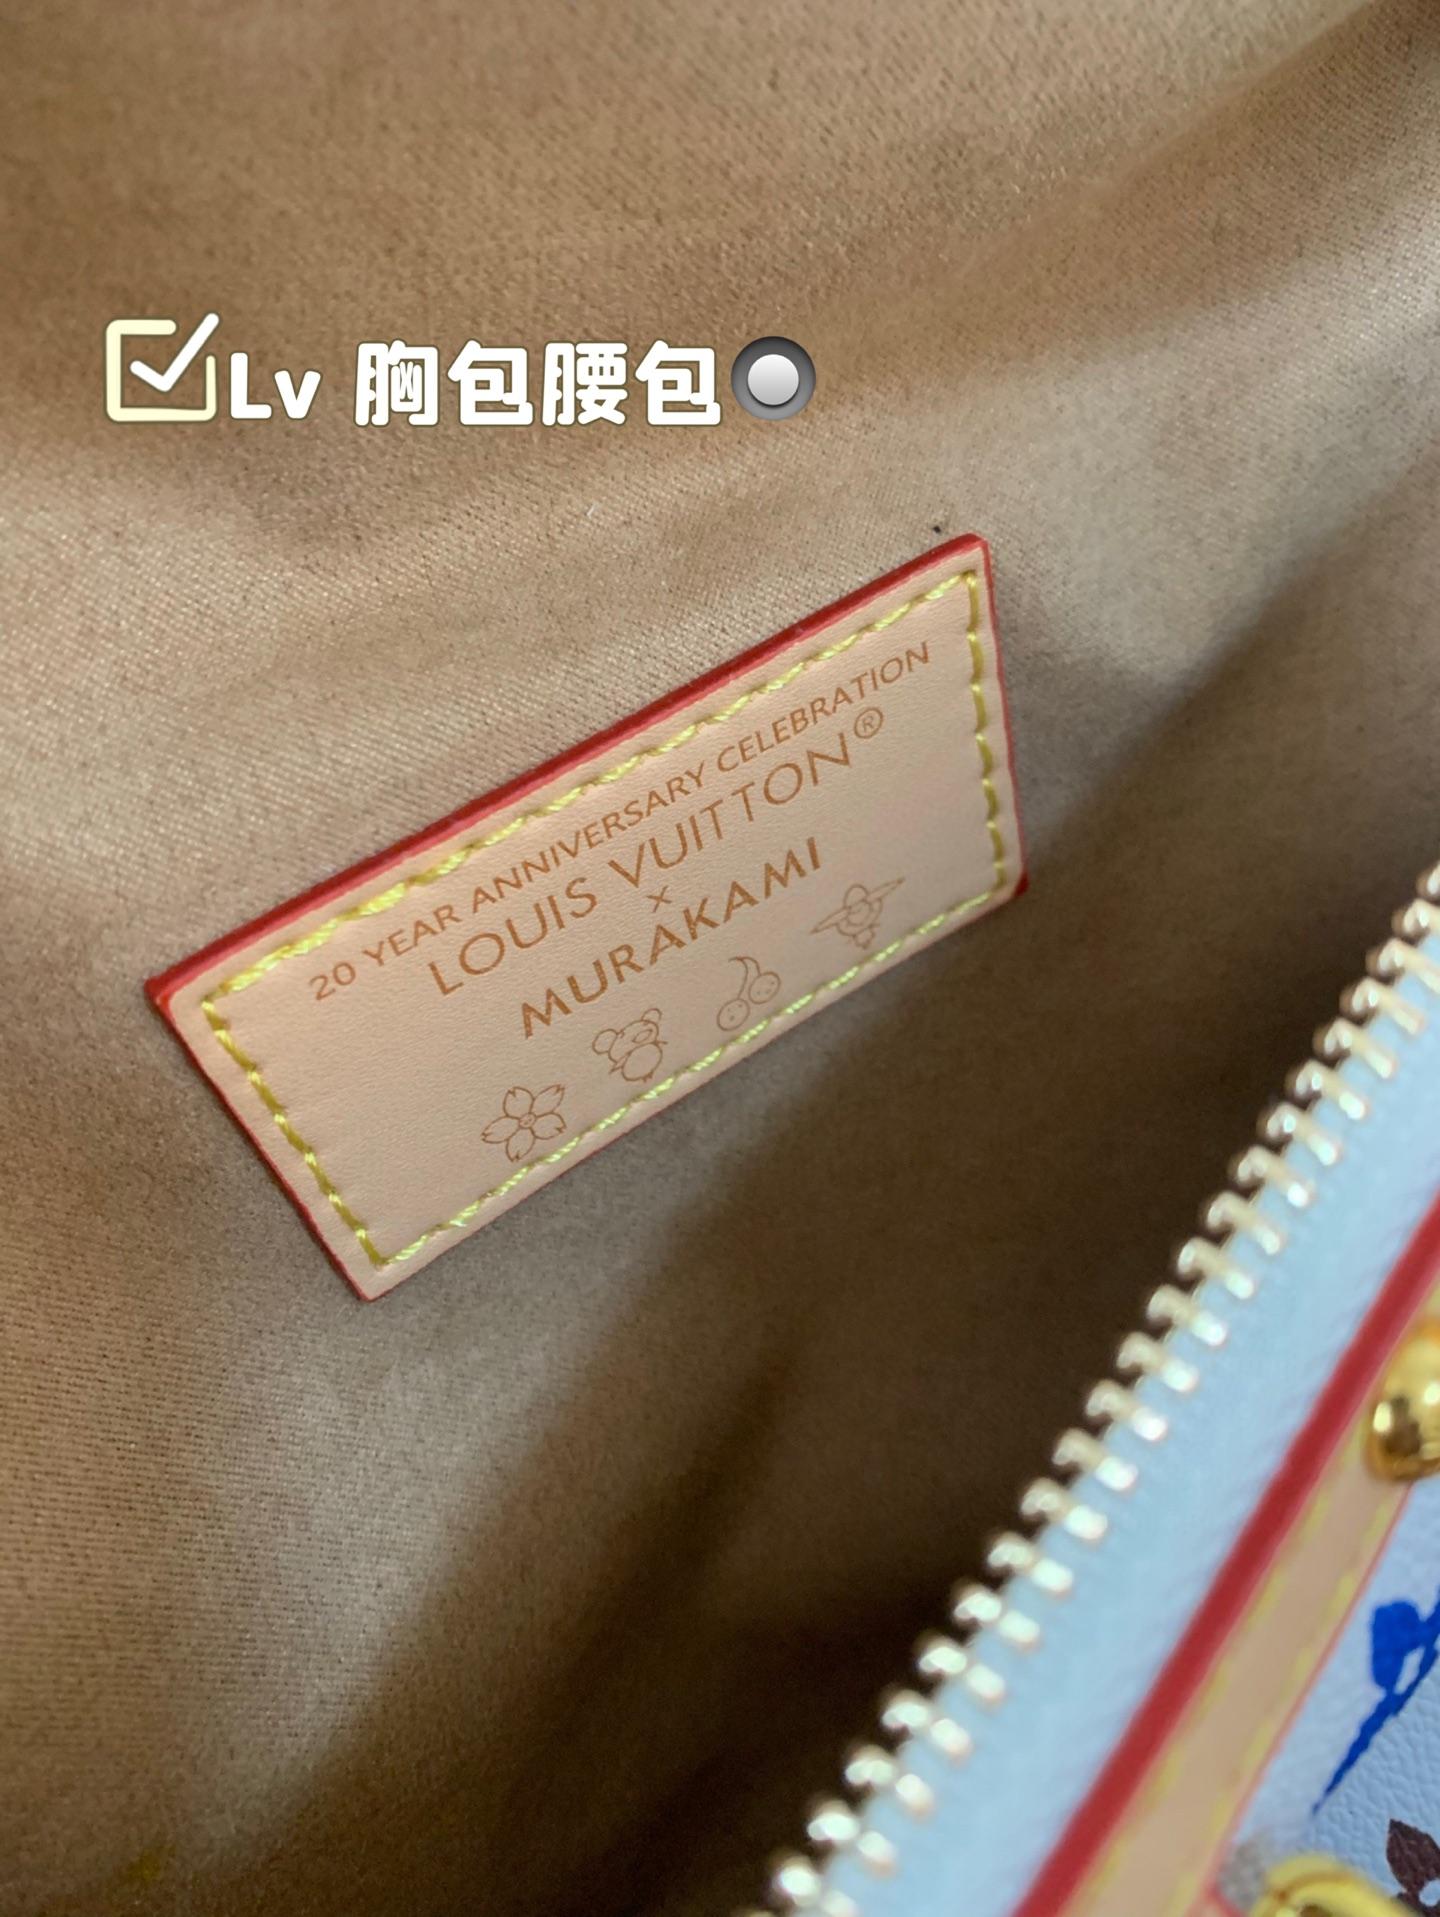 Lv 胸包腰包
20 YEAR ANNIVERSARY CELEBRATION
LOUIS VUITTON®
×
MURAKAMI